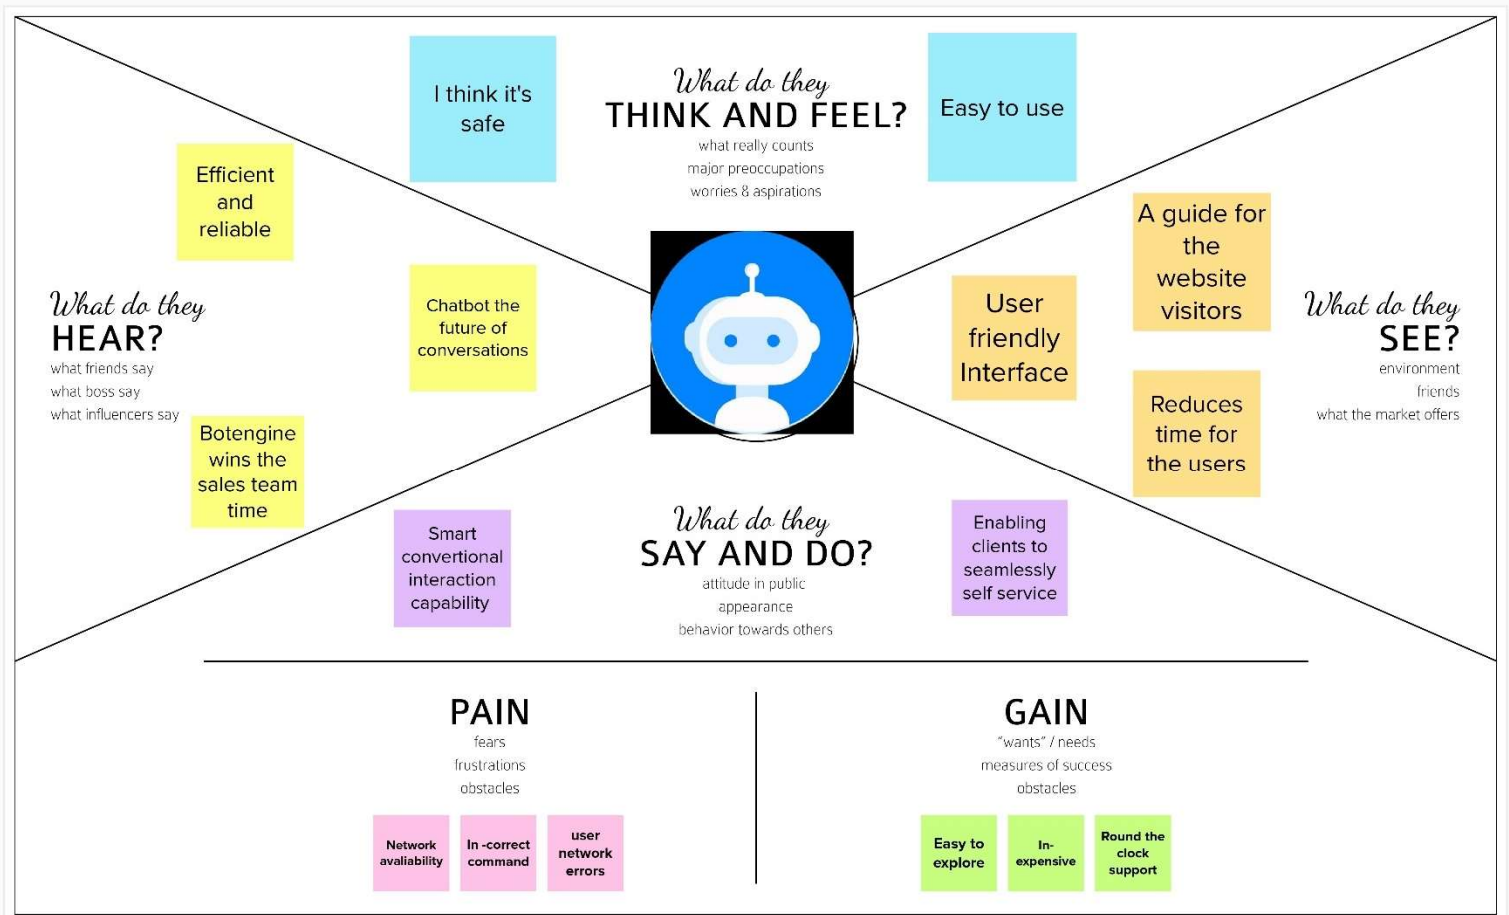 I think it's
safe
What do they
THINK AND FEEL?
what really counts
major preoccupations
worries & aspirations
Easy to use
Efficient
and
reliable
What do they
HEAR?
what friends say
what boss say
what influencers say
Chatbot the
future of
conversations
Botengine
wins the
sales team
time
User
friendly
Interface
A guide for
the
website
visitors
Reduces
time for
the users
What do they
SEE?
environment
friends
what the market offers
Smart
convertional
interaction
capability
What do they
SAY AND DO?
attitude in public
appearance
behavior towards others
Enabling
clients to
seamlessly
self service
PAIN
fears
frustrations
obstacles
Network
avaliability
In -correct
command
user
network
errors
GAIN
"wants" / needs
measures of success
obstacles
Easy to
explore
In-
expensive
Round the
clock
support